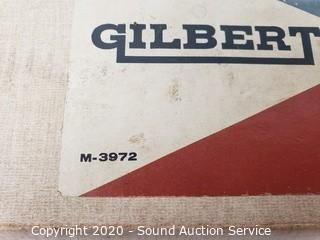 GILBERT
M-3972
Copyright 2020 - Sound Auction Service